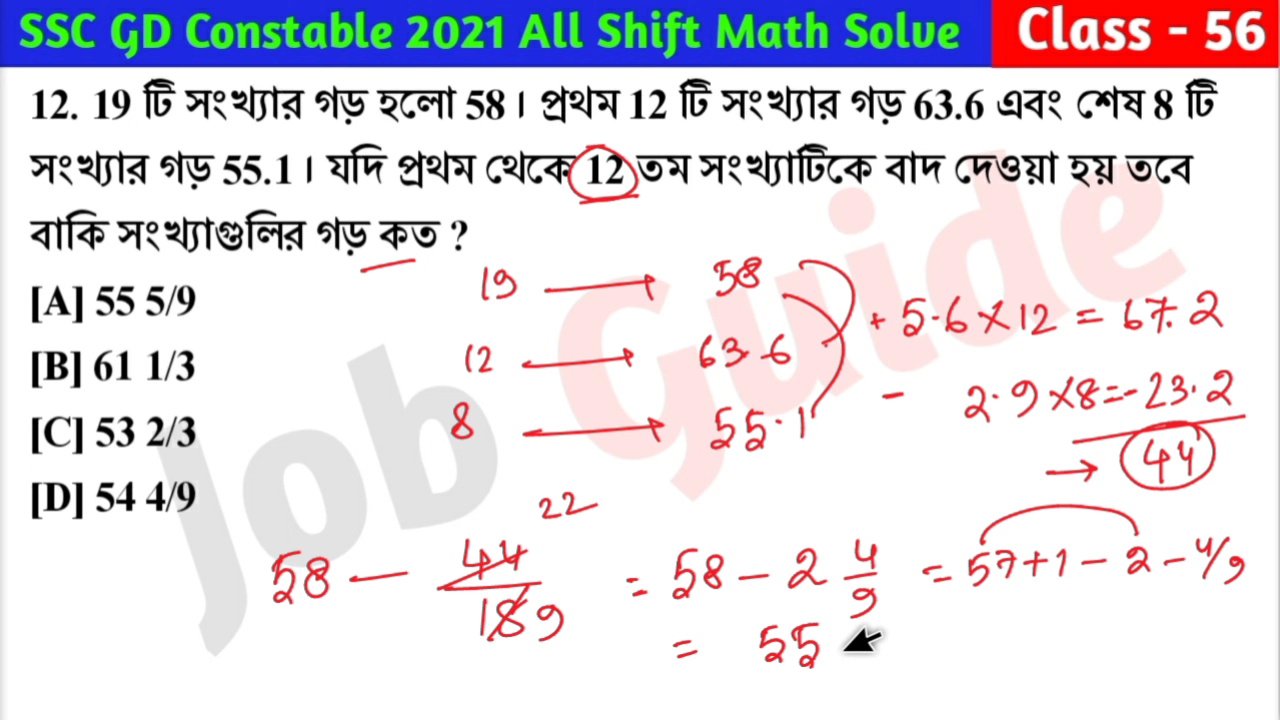 SSC GD Constable 2021 All Shift Math Solve Class - 56
12. 19 টি সংখ্যার গড় হলো 58। প্রথম 12 টি সংখ্যার গড় 63.6 এবং শেষ 8 টি
সংখ্যার গড় 55.1। যদি প্রথম থেকে 12 তম সংখ্যাটিকে বাদ দেওয়া হয় তবে
বাকি সংখ্যাগুলির গড় কত ?
[A] 55 5/9
[B] 61 1/3
[C] 53 2/3
[D] 54 4/9
19 → 58
12 → 63.6
8 → 55.1
+ 5.6 × 12 = 67.2
- 2.9 × 8 = - 23.2
→ 44
22
58 - 44/18 9 = 58 - 2 4/9 = 57 + 1 - 2 - 4/9
= 55
Job Guide